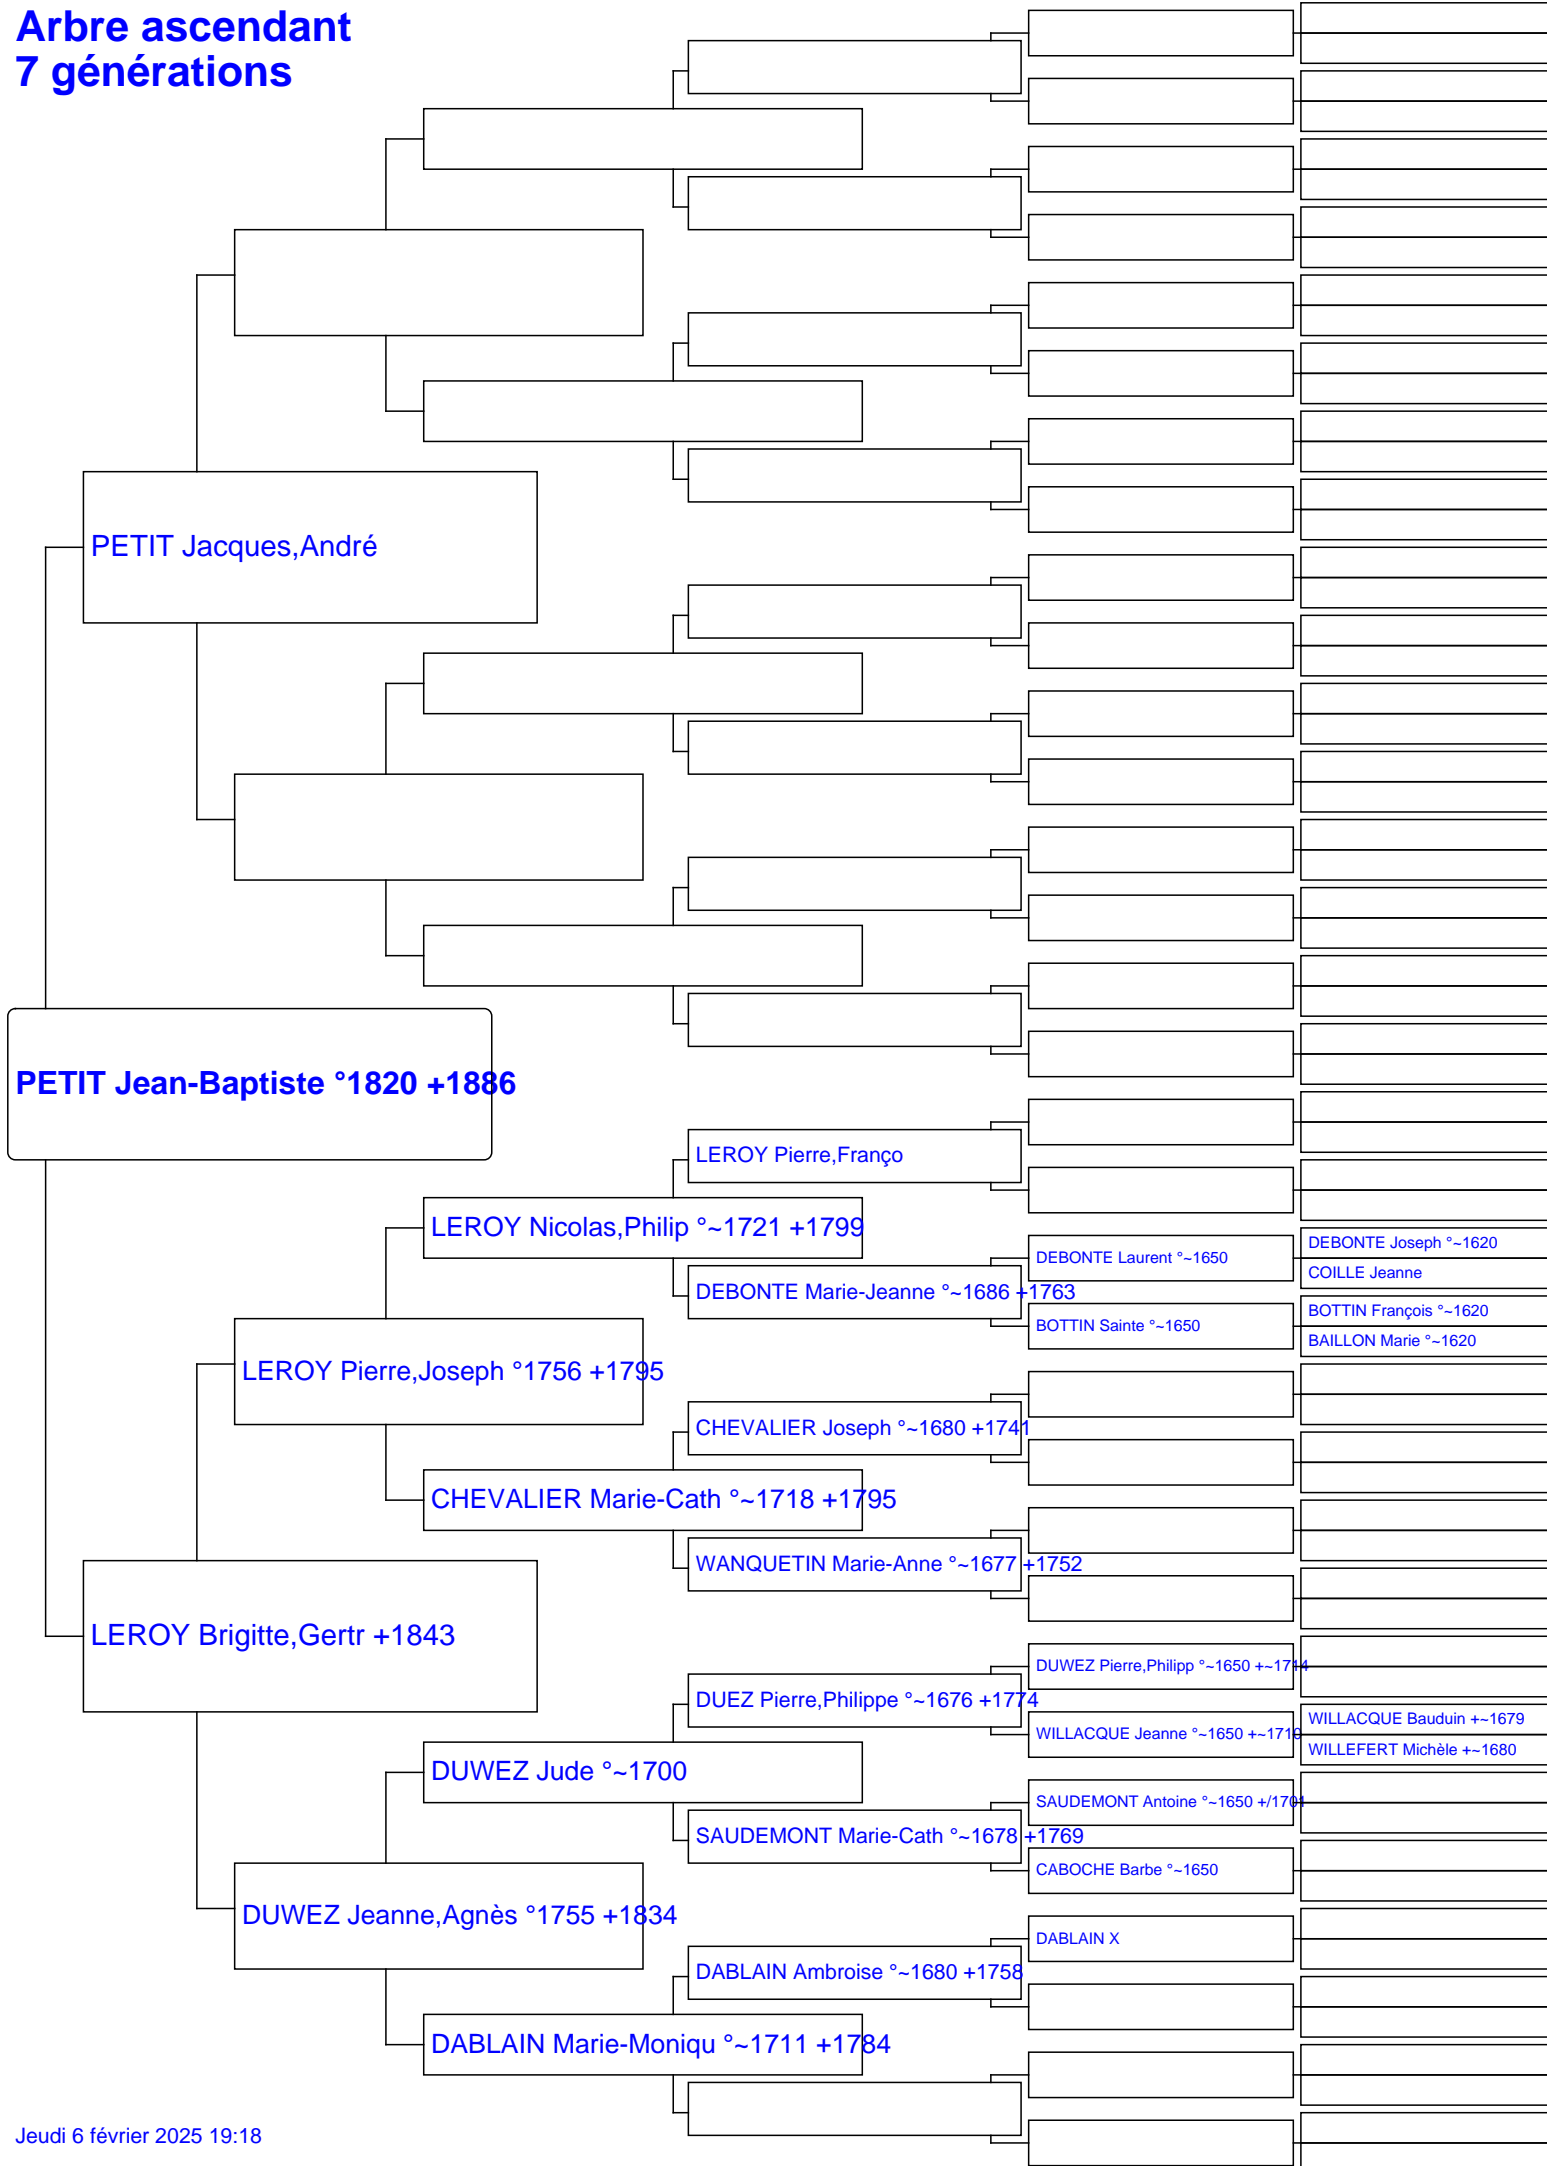 Arbre ascendant
7 générations
PETIT Jacques,André
PETIT Jean-Baptiste °1820 +1886
LEROY Pierre,Franço
LEROY Nicolas,Philip °~1721 +1799
DEBONTE Joseph °~1620
DEBONTE Laurent °~1650
COILLE Jeanne
DEBONTE Marie-Jeanne °~1686 +1763
BOTTIN François °~1620
BOTTIN Sainte °~1650
BAILLON Marie °~1620
LEROY Pierre,Joseph °1756 +1795
CHEVALIER Joseph °~1680 +1741
CHEVALIER Marie-Cath °~1718 +1795
WANQUETIN Marie-Anne °~1677 +1752
LEROY Brigitte,Gertr +1843
DUWEZ Pierre,Philipp °~1650 +~1714
DUEZ Pierre,Philippe °~1676 +1774
WILLACQUE Bauduin +~1679
WILLACQUE Jeanne °~1650 +~1710
WILLEFERT Michèle +~1680
DUWEZ Jude °~1700
SAUDEMONT Antoine °~1650 +/1701
SAUDEMONT Marie-Cath °~1678 +1769
CABOCHE Barbe °~1650
DUWEZ Jeanne,Agnès °1755 +1834
DABLAIN X
DABLAIN Ambroise °~1680 +1758
DABLAIN Marie-Moniqu °~1711 +1784
Jeudi 6 février 2025 19:18